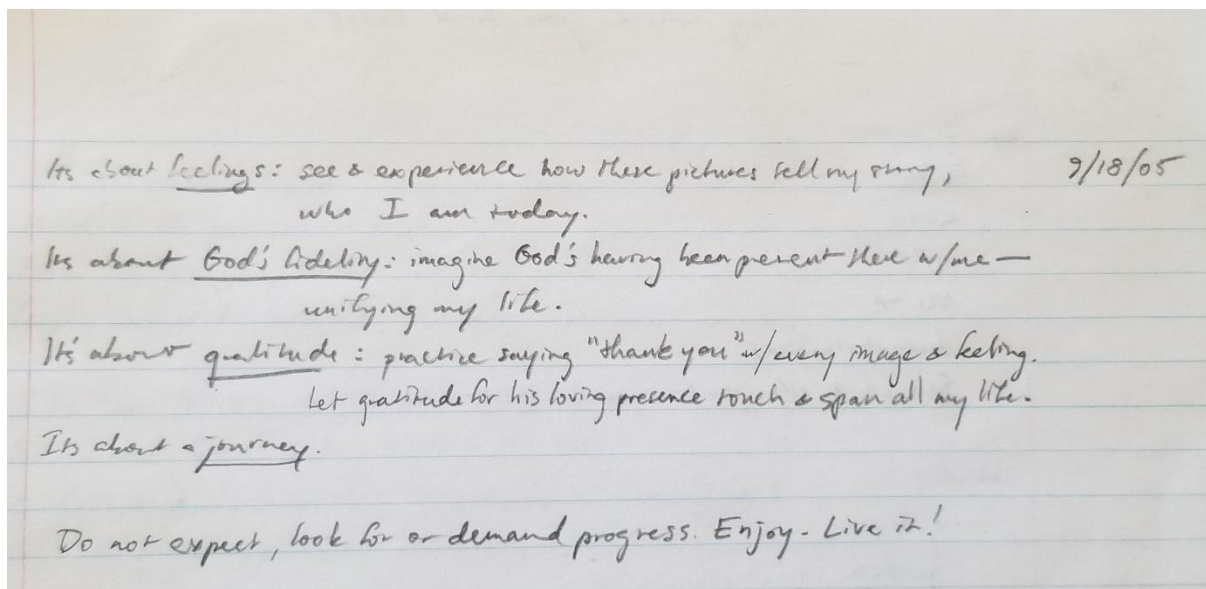 Its about feelings: see & experience how these pictures tell my story, 9/18/05
who I am today.
Its about God's fidelity: imagine God's having been present there w/me —
unifying my life.
It's about gratitude: practice saying "thank you" w/every image & feeling.
Let gratitude for his loving presence touch & span all my life.
Its about a journey.
Do not expect, look for or demand progress. Enjoy. Live it!